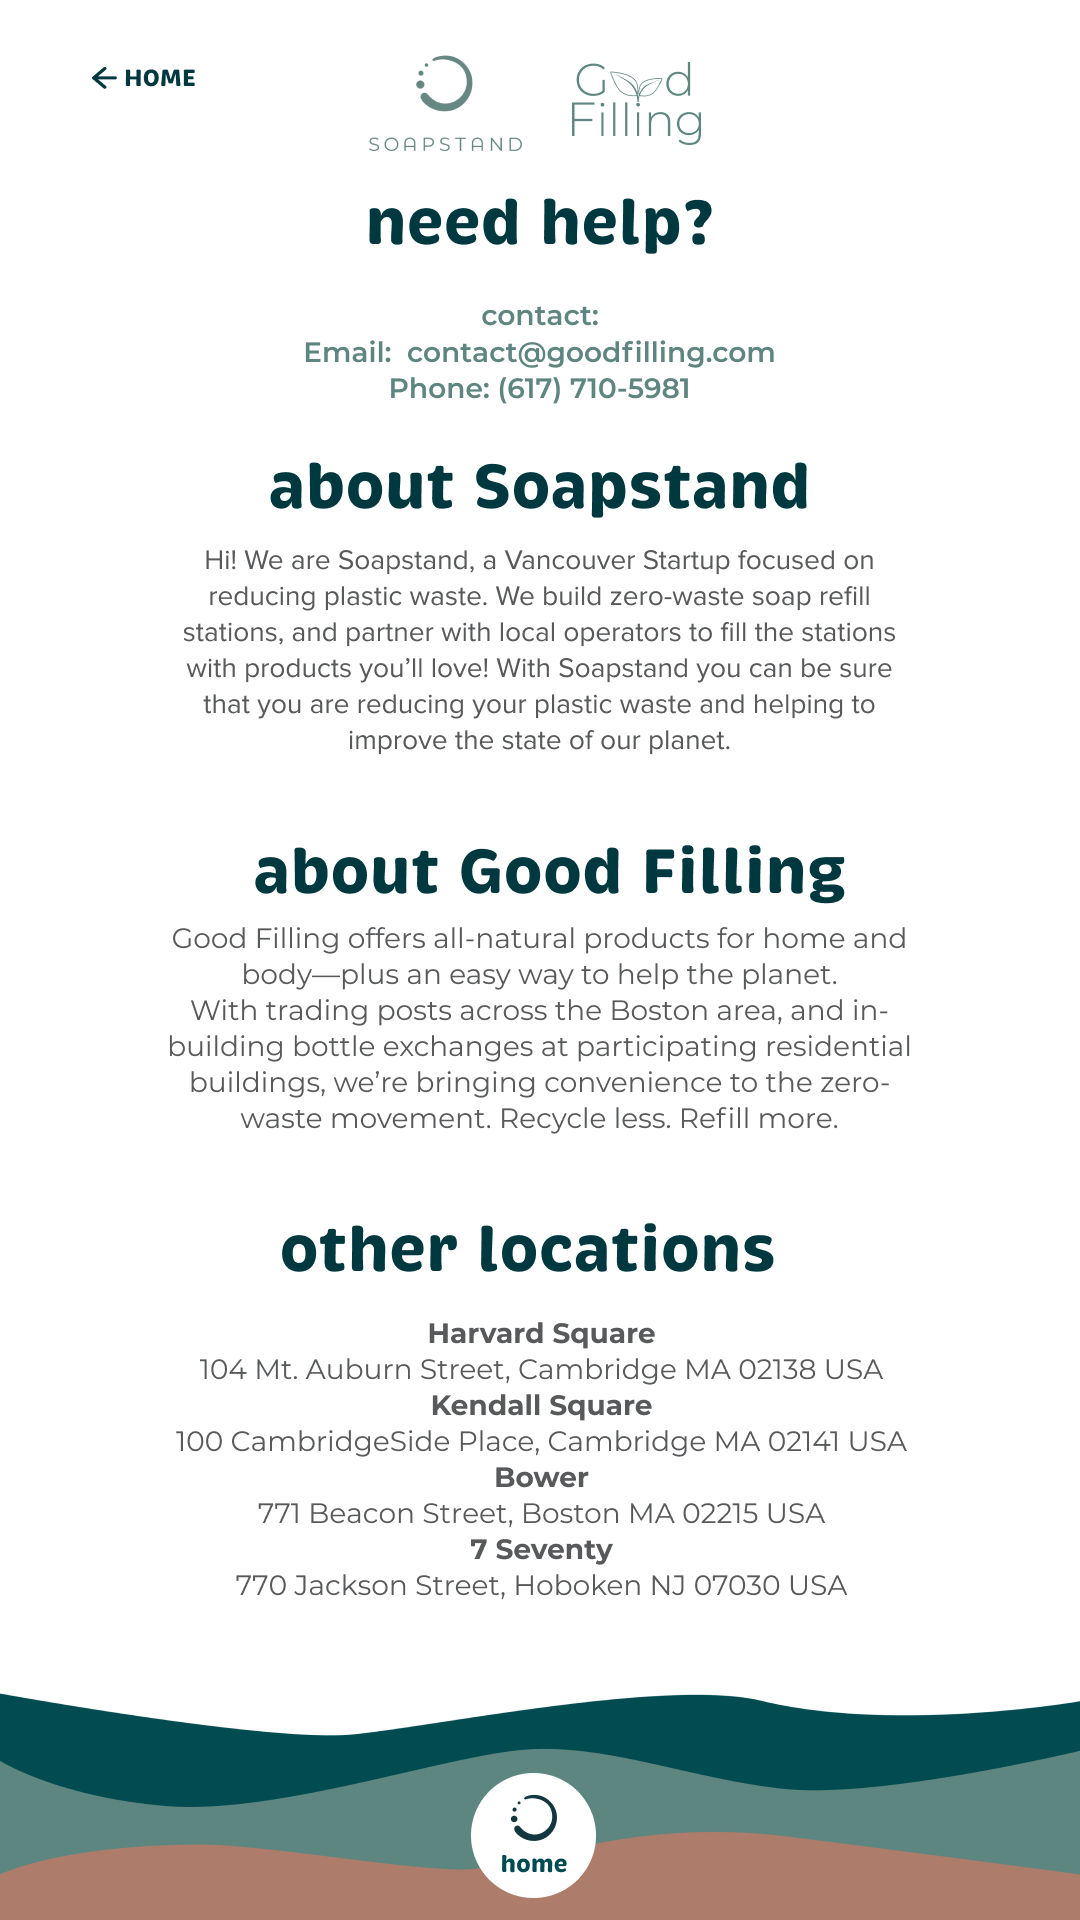 ← HOME
SOAPSTAND
Good
Filling
need help?
contact:
Email: contact@goodfilling.com
Phone: (617) 710-5981
about Soapstand
Hi! We are Soapstand, a Vancouver Startup focused on
reducing plastic waste. We build zero-waste soap refill
stations, and partner with local operators to fill the stations
with products you’ll love! With Soapstand you can be sure
that you are reducing your plastic waste and helping to
improve the state of our planet.
about Good Filling
Good Filling offers all-natural products for home and
body—plus an easy way to help the planet.
With trading posts across the Boston area, and in-
building bottle exchanges at participating residential
buildings, we’re bringing convenience to the zero-
waste movement. Recycle less. Refill more.
other locations
Harvard Square
104 Mt. Auburn Street, Cambridge MA 02138 USA
Kendall Square
100 CambridgeSide Place, Cambridge MA 02141 USA
Bower
771 Beacon Street, Boston MA 02215 USA
7 Seventy
770 Jackson Street, Hoboken NJ 07030 USA
home